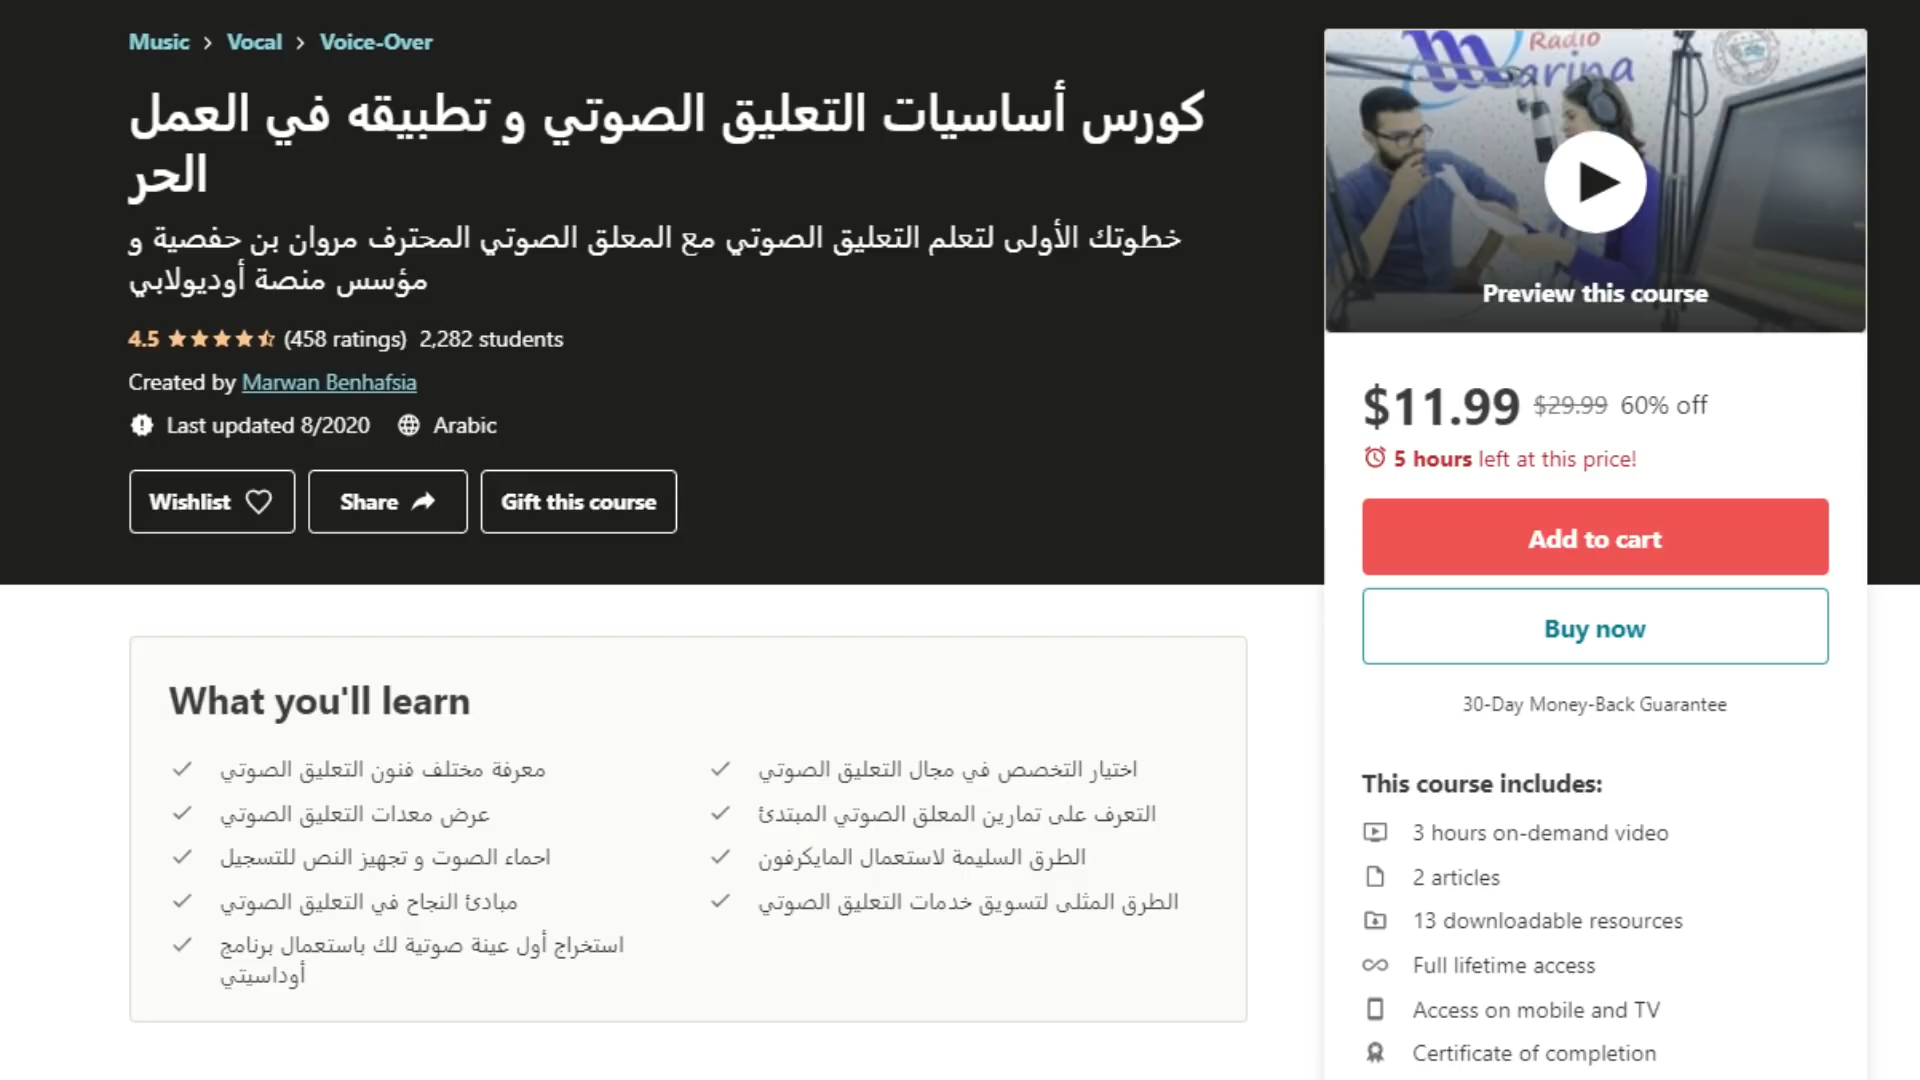 Music > Vocal > Voice-Over
كورس أساسيات التعليق الصوتي و تطبيقه في العمل
الحر
خطوتك الأولى لتعلم التعليق الصوتي مع المعلق الصوتي المحترف مروان بن حفصية و
مؤسس منصة أوديولابي
4.5 (458 ratings) 2,282 students
Created by Marwan Benhafsia
Last updated 8/2020 Arabic
Wishlist Share Gift this course
What you'll learn
معرفة مختلف فنون التعليق الصوتي
عرض معدات التعليق الصوتي
احماء الصوت و تجهيز النص للتسجيل
مبادئ النجاح في التعليق الصوتي
استخراج أول عينة صوتية لك باستعمال برنامج
أوداسيتي
اختيار التخصص في مجال التعليق الصوتي
التعرف على تمارين المعلق الصوتي المبتدئ
الطرق السليمة لاستعمال المايكرفون
الطرق المثلى لتسويق خدمات التعليق الصوتي
Radio
Marina
Preview this course
$11.99 $29.99 60% off
5 hours left at this price!
Add to cart
Buy now
30-Day Money-Back Guarantee
This course includes:
3 hours on-demand video
2 articles
13 downloadable resources
Full lifetime access
Access on mobile and TV
Certificate of completion